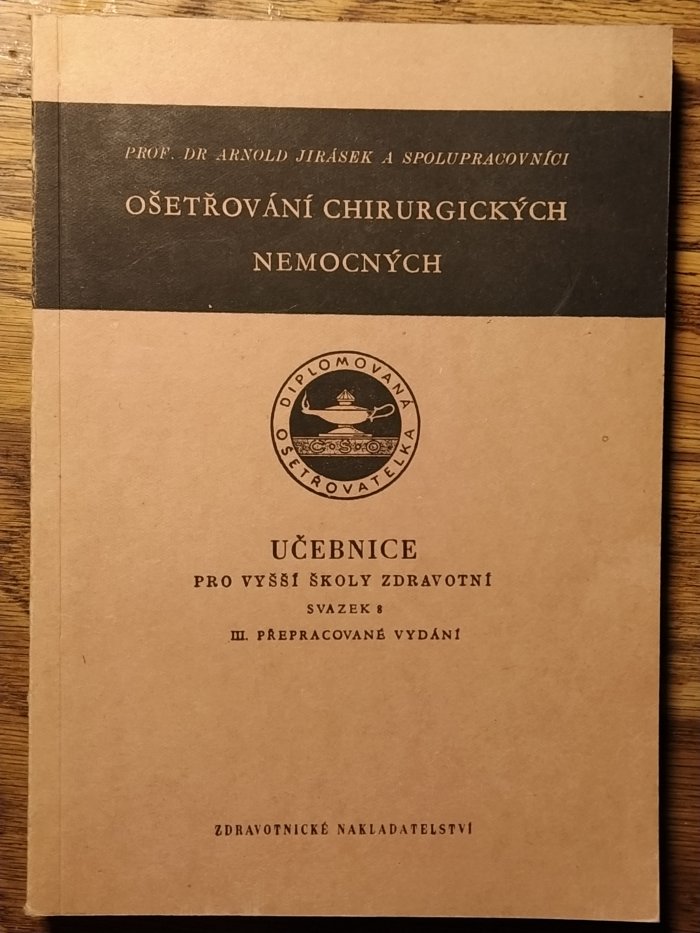 PROF. DR ARNOLD JIRÁSEK A SPOLUPRACOVNÍCI
OŠETŘOVÁNÍ CHIRURGICKÝCH
NEMOCNÝCH
DIPLOMOVANÁ
Č•S•O
OŠETŘOVATELKA
UČEBNICE
PRO VYŠŠÍ ŠKOLY ZDRAVOTNÍ
SVAZEK 8
III. PŘEPRACOVANÉ VYDÁNÍ
ZDRAVOTNICKÉ NAKLADATELSTVÍ